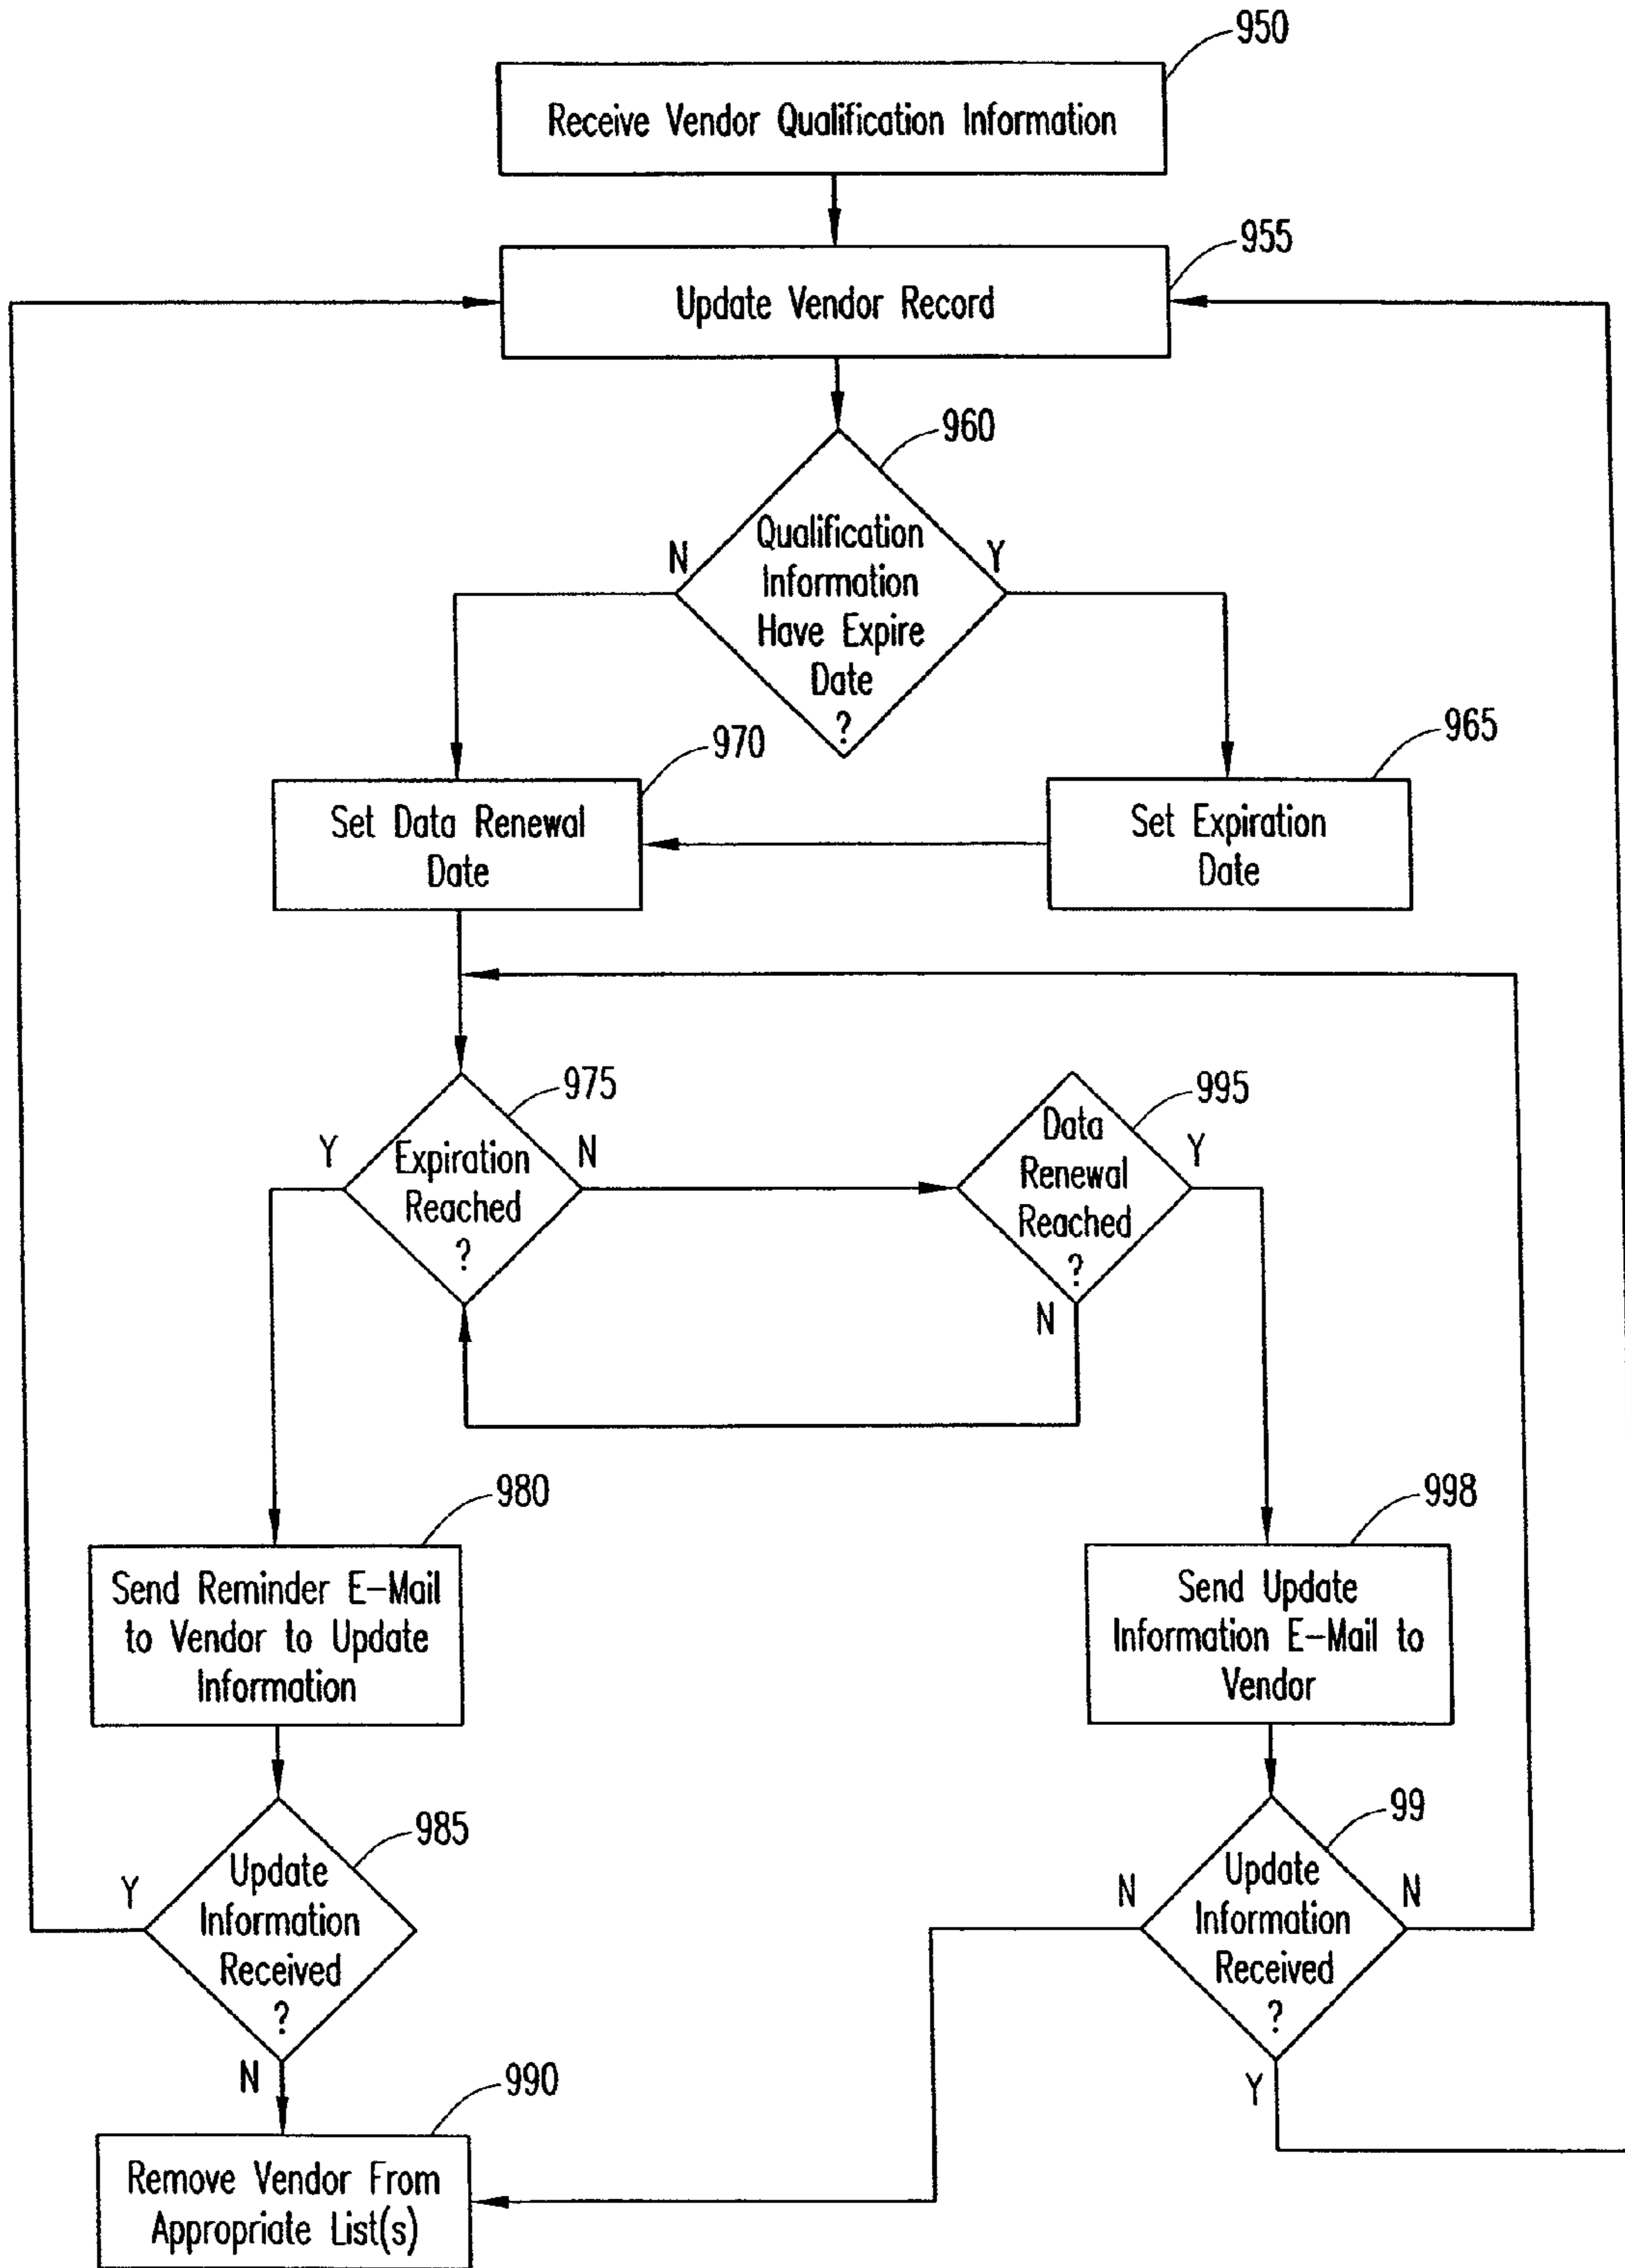 950
Receive Vendor Qualification Information
955
Update Vendor Record
960
N
Y
Qualification
Information
Have Expire
Date
?
970
965
Set Data Renewal
Date
Set Expiration
Date
975
995
Y
Expiration
Reached
?
N
Data
Renewal
Reached
?
Y
N
980
998
Send Reminder E-Mail
to Vendor to Update
Information
Send Update
Information E-Mail to
Vendor
985
99
Y
Update
Information
Received
?
N
N
Update
Information
Received
?
N
Y
990
Remove Vendor From
Appropriate List(s)